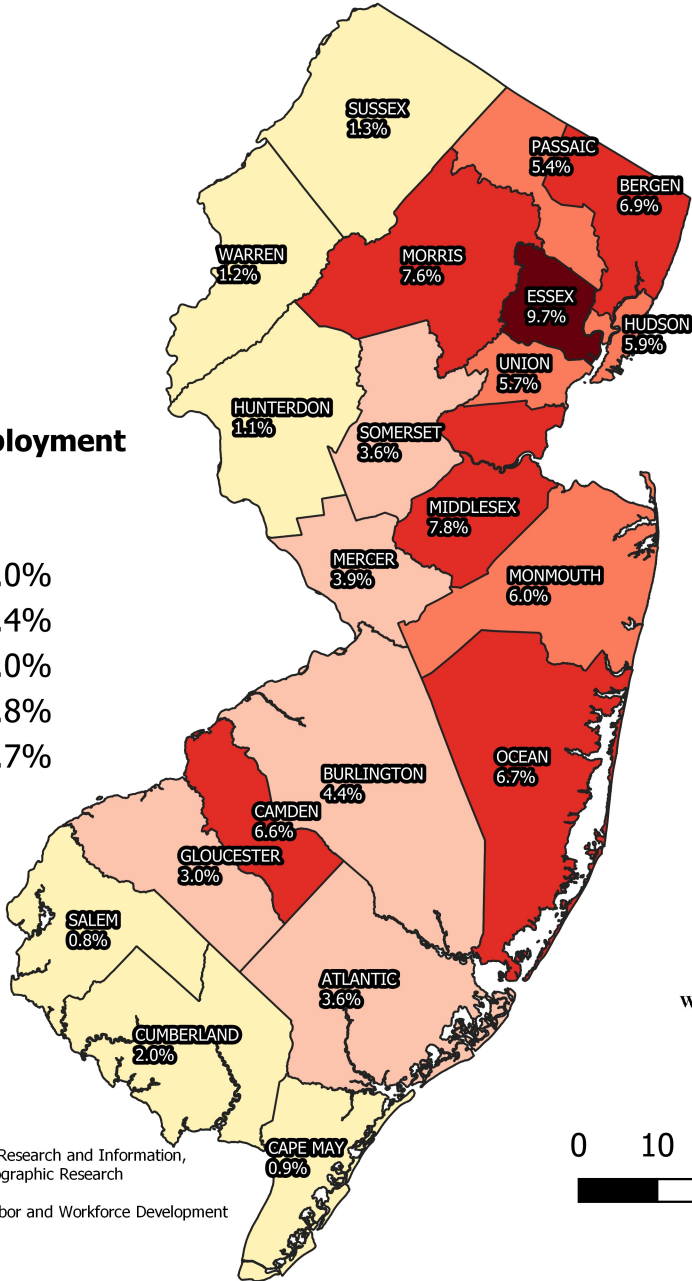 SUSSEX
1.3%
PASSAIC
5.4%
BERGEN
6.9%
WARREN
1.2%
MORRIS
7.6%
ESSEX
9.7%
HUDSON
5.9%
UNION
5.7%
HUNTERDON
1.1%
SOMERSET
3.6%
ployment
MIDDLESEX
7.8%
MERCER
3.9%
MONMOUTH
6.0%
.0%
.4%
.0%
.8%
.7%
OCEAN
6.7%
BURLINGTON
4.4%
CAMDEN
6.6%
GLOUCESTER
3.0%
SALEM
0.8%
ATLANTIC
3.6%
W
CUMBERLAND
2.0%
CAPE MAY
0.9%
Research and Information,
ographic Research
bor and Workforce Development
0 10